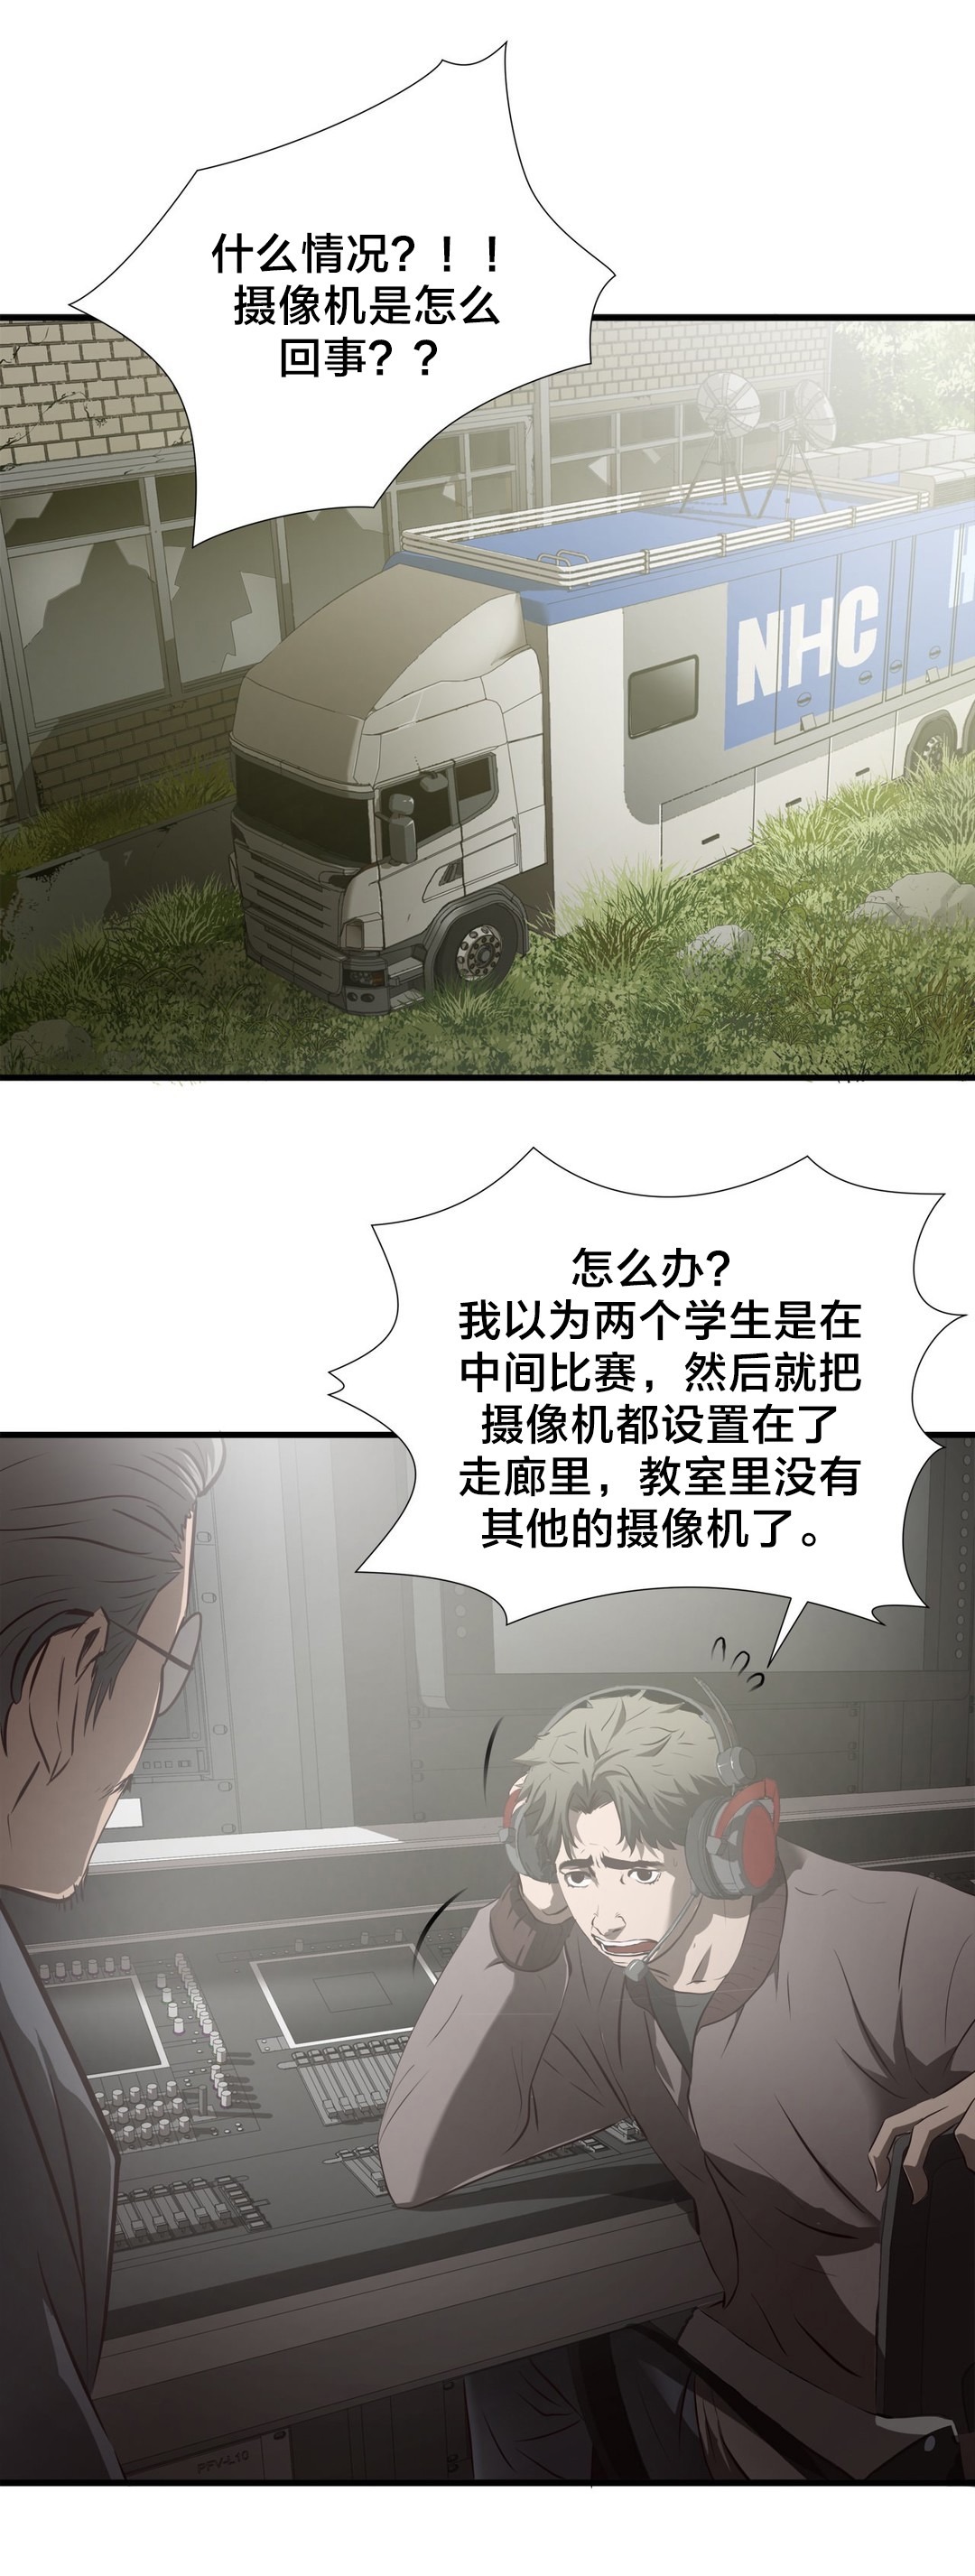 什么情况？！！
摄像机是怎么
回事？？
NHC
怎么办？
我以为两个学生是在
中间比赛，然后就把
摄像机都设置在了
走廊里，教室里没有
其他的摄像机了。
PFV-L10